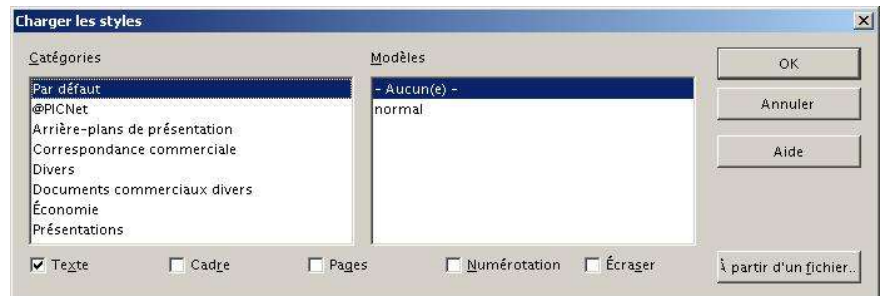 Charger les styles
Catégories
Modèles
Par défaut
@PICNet
Arrière-plans de présentation
Correspondance commerciale
Divers
Documents commerciaux divers
Économie
Présentations
- Aucun(e) -
normal
OK
Annuler
Aide
Texte
Cadre
Pages
Numérotation
Écraser
À partir d'un fichier..